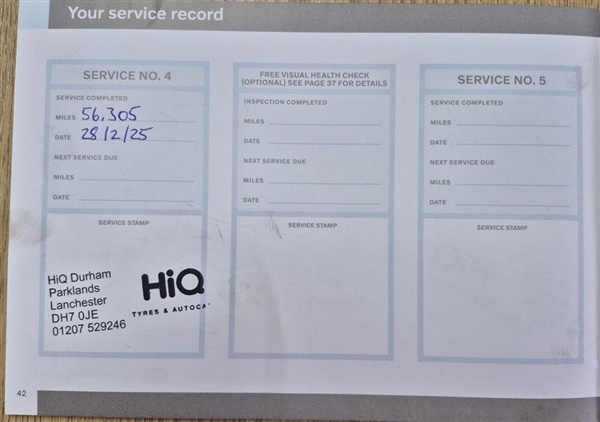 Your service record
SERVICE NO. 4
SERVICE COMPLETED
MILES 56,305
DATE 28/2/25
NEXT SERVICE DUE
MILES
DATE
SERVICE STAMP
HiQ Durham
Parklands
Lanchester
DH7 0JE
01207 529246
HiQ
TYRES & AUTOCA
FREE VISUAL HEALTH CHECK
(OPTIONAL) SEE PAGE 37 FOR DETAILS
INSPECTION COMPLETED
MILES
DATE
NEXT SERVICE DUE
MILES
DATE
SERVICE STAMP
SERVICE NO. 5
SERVICE COMPLETED
MILES
DATE
NEXT SERVICE DUE
MILES
DATE
SERVICE STAMP
42